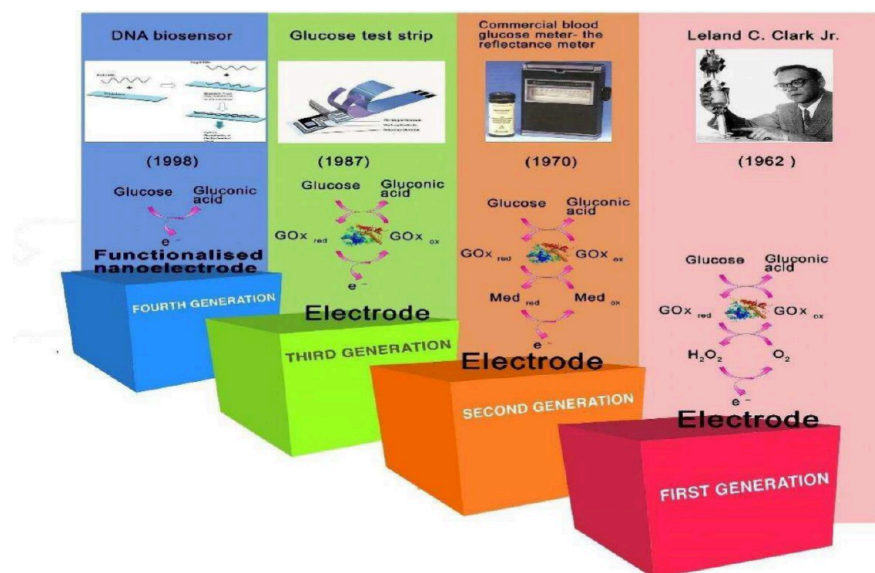 DNA biosensor
(1998)
Glucose
Gluconic
acid
e⁻
Functionalised
nanoelectrode
FOURTH GENERATION
Glucose test strip
(1987)
Glucose
Gluconic
acid
GOx red
GOx ox
e⁻
Electrode
THIRD GENERATION
Commercial blood
glucose meter- the
reflectance meter
(1970)
Glucose
Gluconic
acid
GOx red
GOx ox
Med red
Med ox
e⁻
Electrode
SECOND GENERATION
Leland C. Clark Jr.
(1962 )
Glucose
Gluconic
acid
GOx red
GOx ox
H₂O₂
O₂
e⁻
Electrode
FIRST GENERATION